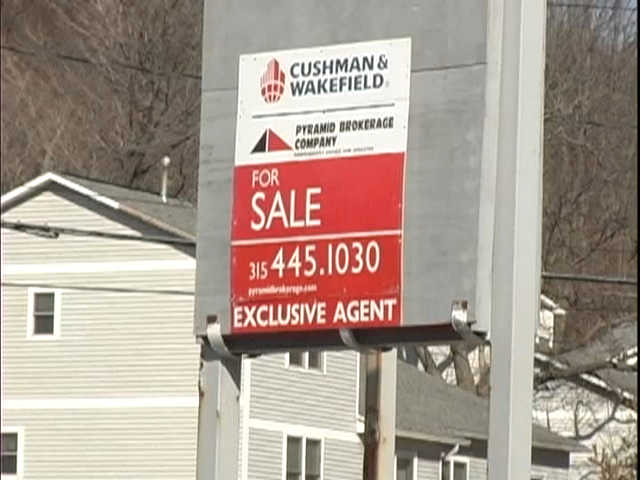 CUSHMAN &
WAKEFIELD
PYRAMID BROKERAGE
COMPANY
FOR
SALE
315 445.1030
pyramidbrokerage.com
EXCLUSIVE AGENT